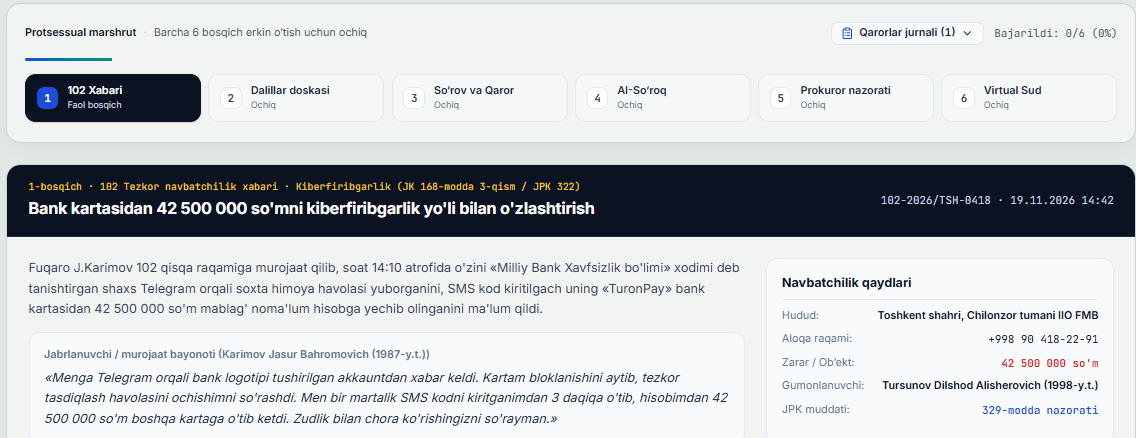 Protsessual marshrut · Barcha 6 bosqich erkin o'tish uchun ochiq
Qarorlar jurnali (1)
Bajarildi: 0/6 (0%)
1 102 Xabari
Faol bosqich
2 Dalillar doskasi
Ochiq
3 So'rov va Qaror
Ochiq
4 AI-So'roq
Ochiq
5 Prokuror nazorati
Ochiq
6 Virtual Sud
Ochiq
1-bosqich · 102 Tezkor navbatchilik xabari · Kiberfiribgarlik (JK 168-modda 3-qism / JPK 322)
Bank kartasidan 42 500 000 so'mni kiberfiribgarlik yo'li bilan o'zlashtirish
102-2026/TSH-0418 · 19.11.2026 14:42
Fuqaro J.Karimov 102 qisqa raqamiga murojaat qilib, soat 14:10 atrofida o'zini «Milliy Bank Xavfsizlik bo'limi» xodimi deb
tanishtirgan shaxs Telegram orqali soxta himoya havolasi yuborganini, SMS kod kiritilgach uning «TuronPay» bank
kartasidan 42 500 000 so'm mablag' noma'lum hisobga yechib olinganini ma'lum qildi.
Jabrlanuvchi / murojaat bayonoti (Karimov Jasur Bahromovich (1987-y.t.))
«Menga Telegram orqali bank logotipi tushirilgan akkauntdan xabar keldi. Kartam bloklanishini aytib, tezkor
tasdiqlash havolasini ochishimni so'rashdi. Men bir martalik SMS kodni kiritganimdan 3 daqiqa o'tib, hisobimdan 42
500 000 so'm boshqa kartaga o'tib ketdi. Zudlik bilan chora ko'rishingizni so'rayman.»
Navbatchilik qaydlari
Hudud: Toshkent shahri, Chilonzor tumani IIO FMB
Aloqa raqami: +998 90 418-22-91
Zarar / Ob'ekt: 42 500 000 so'm
Gumonlanuvchi: Tursunov Dilshod Alisherovich (1998-y.t.)
JPK muddati: 329-modda nazorati